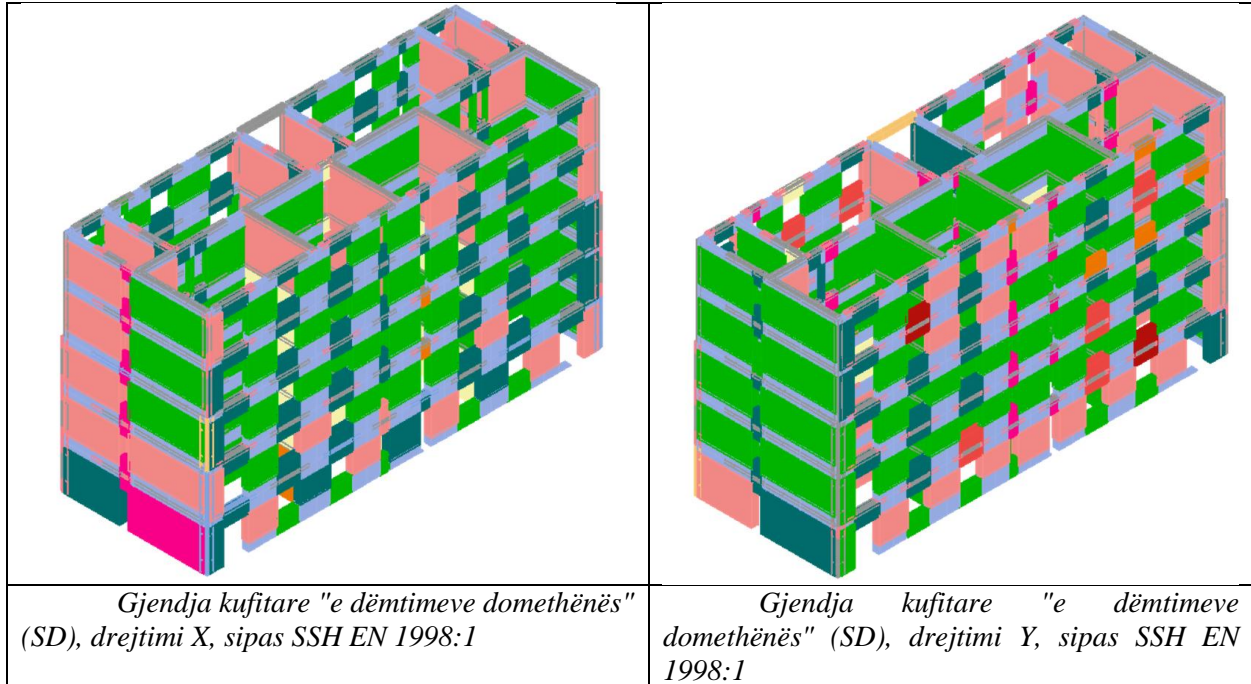 Gjendja kufitare "e dëmtimeve domethënës"
(SD), drejtimi X, sipas SSH EN 1998:1
Gjendja kufitare "e dëmtimeve
domethënës" (SD), drejtimi Y, sipas SSH EN
1998:1